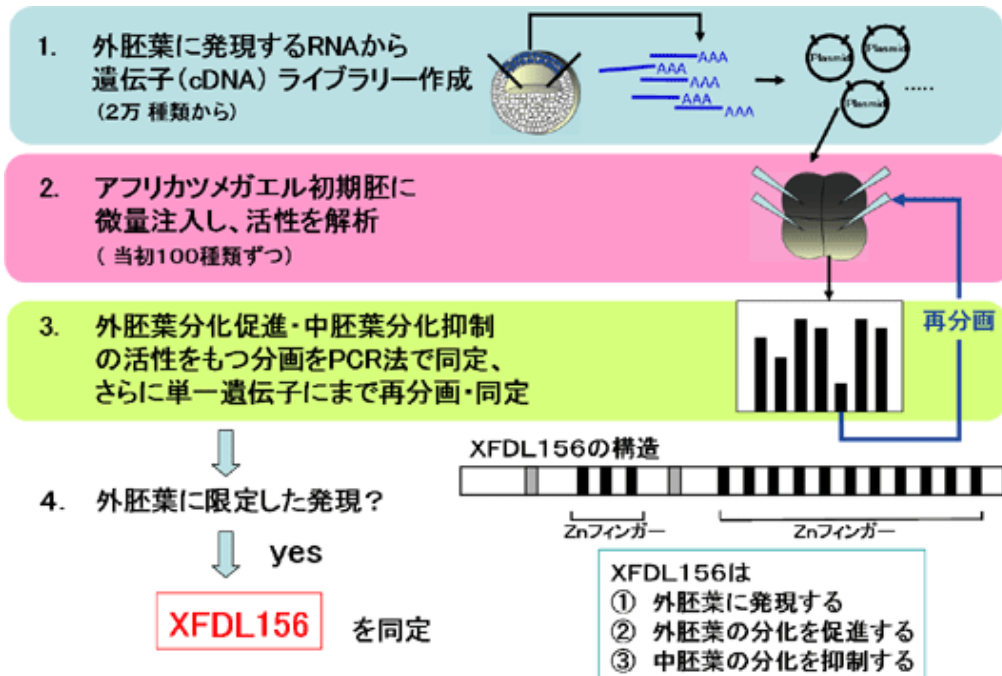 1. 外胚葉に発現するRNAから
遺伝子(cDNA) ライブラリー作成
(2万 種類から)
AAA
AAA
AAA
AAA
AAA
Plasmid
Plasmid
Plasmid
.....
2. アフリカツメガエル初期胚に
微量注入し、活性を解析
( 当初100種類ずつ)
3. 外胚葉分化促進・中胚葉分化抑制
の活性をもつ分画をPCR法で同定、
さらに単一遺伝子にまで再分画・同定
再分画
4. 外胚葉に限定した発現?
yes
XFDL156 を同定
XFDL156の構造
Znフィンガー
Znフィンガー
XFDL156は
① 外胚葉に発現する
② 外胚葉の分化を促進する
③ 中胚葉の分化を抑制する